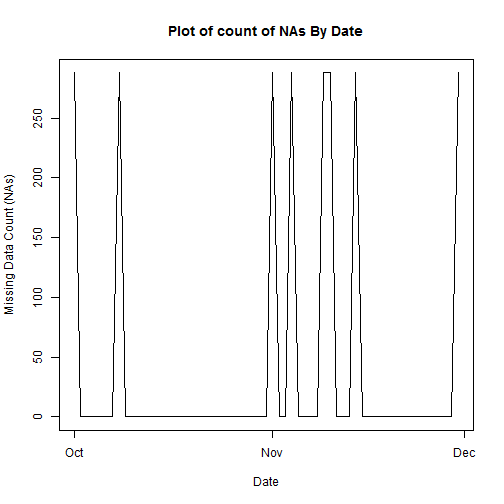 Plot of count of NAs By Date
Missing Data Count (NAs)
250
200
150
100
50
0
Oct Nov Dec
Date